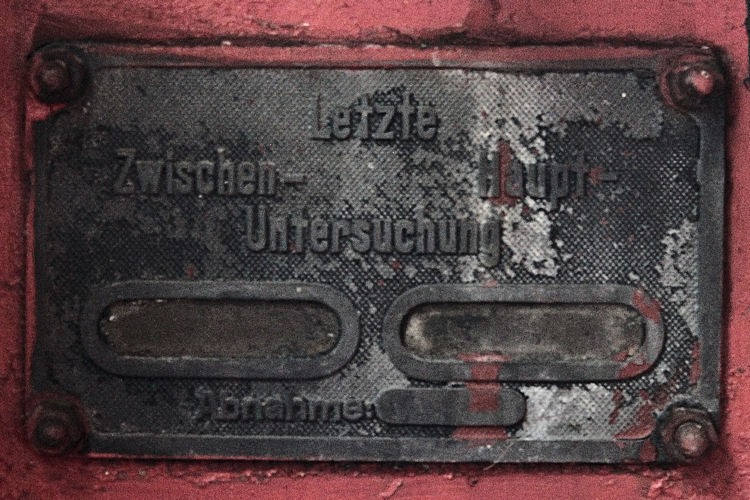 Letzte
Zwischen- Haupt-
Untersuchung
Abnahme: